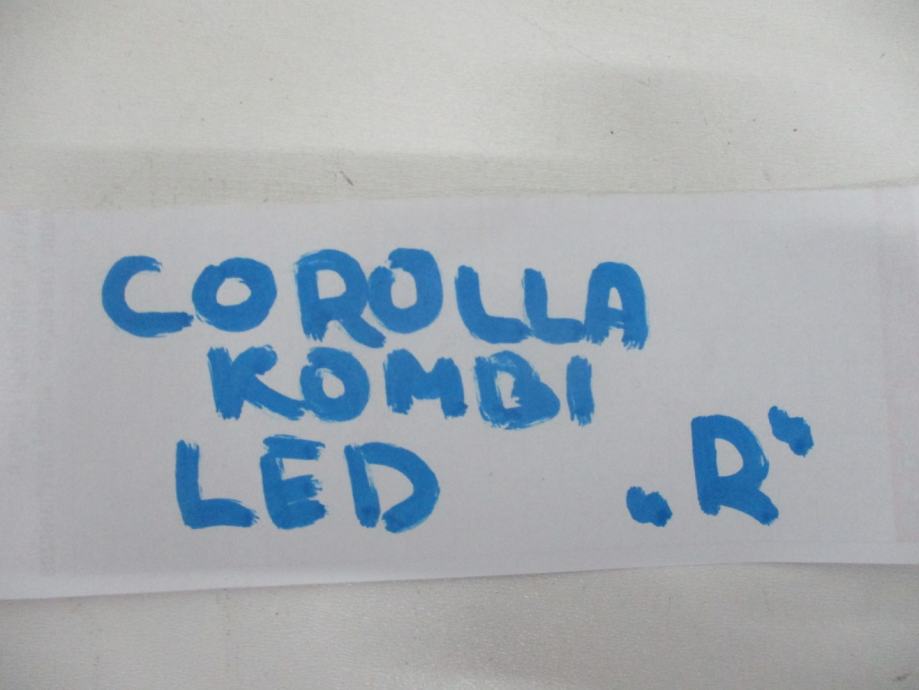 COROLLA
KOMBI
LED „R“